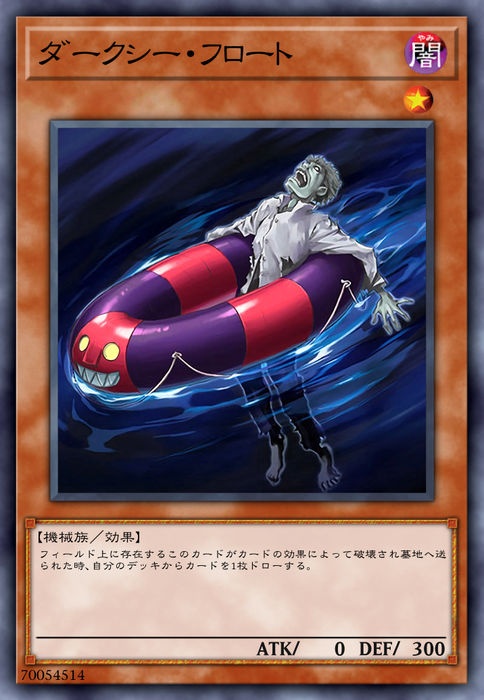 ダークシー・フロート
やみ
闇
【機械族／効果】
フィールド上に存在するこのカードがカードの効果によって破壊され墓地へ送
られた時、自分のデッキからカードを1枚ドローする。
ATK/ 0 DEF/ 300
70054514